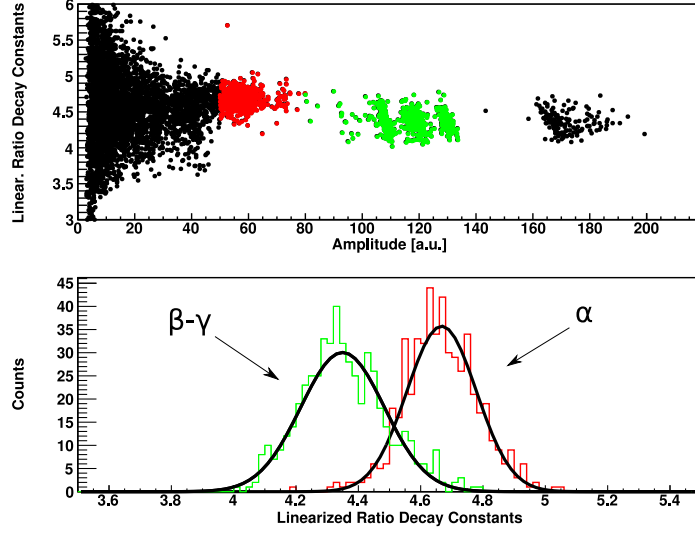 Linear. Ratio Decay Constants
6
5.5
5
4.5
4
3.5
3
0 20 40 60 80 100 120 140 160 180 200
Amplitude [a.u.]
Counts
45
40
35
30
25
20
15
10
5
0
β-γ
α
3.6 3.8 4 4.2 4.4 4.6 4.8 5 5.2 5.4
Linearized Ratio Decay Constants